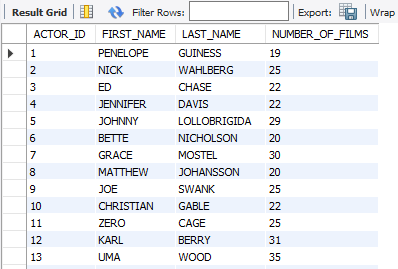 Result Grid Filter Rows: Export: Wrap
ACTOR_ID FIRST_NAME LAST_NAME NUMBER_OF_FILMS
1 PENELOPE GUINESS 19
2 NICK WAHLBERG 25
3 ED CHASE 22
4 JENNIFER DAVIS 22
5 JOHNNY LOLLOBRIGIDA 29
6 BETTE NICHOLSON 20
7 GRACE MOSTEL 30
8 MATTHEW JOHANSSON 20
9 JOE SWANK 25
10 CHRISTIAN GABLE 22
11 ZERO CAGE 25
12 KARL BERRY 31
13 UMA WOOD 35